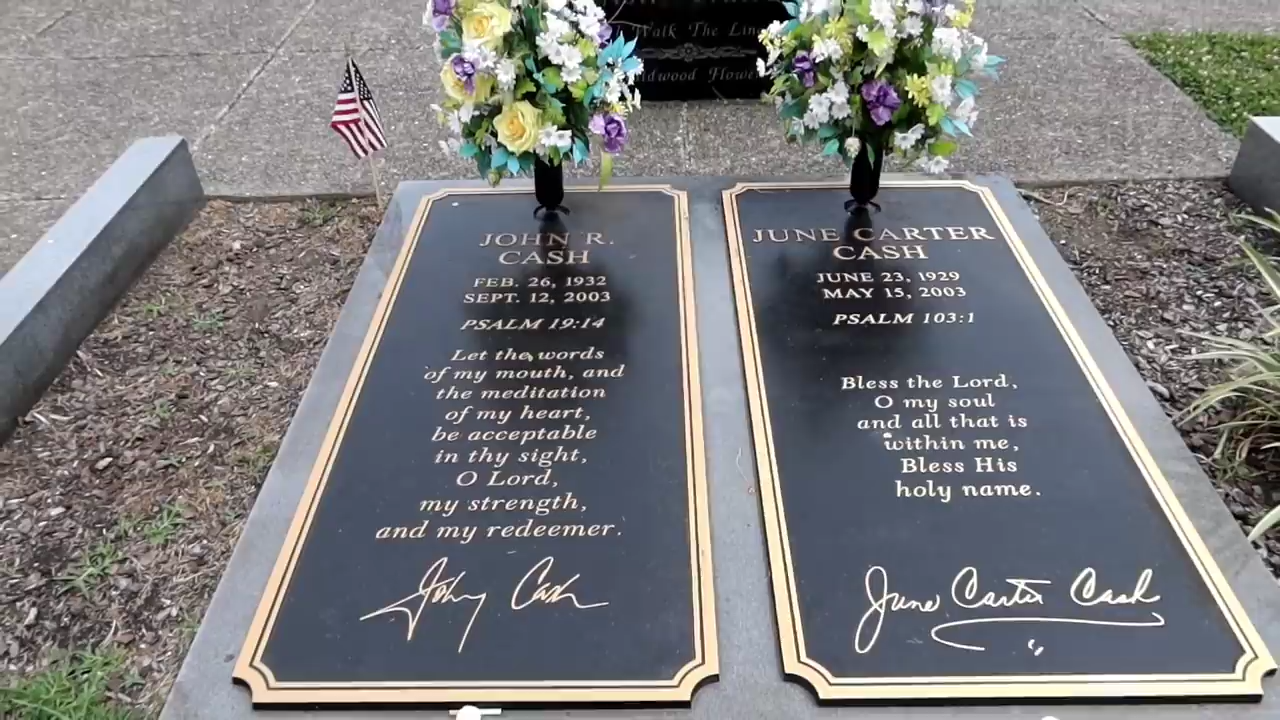 Walk The Line
wood Flower
JOHN R.
CASH
FEB. 26, 1932
SEPT. 12, 2003
PSALM 19:14
Let the words
of my mouth, and
the meditation
of my heart,
be acceptable
in thy sight,
O Lord,
my strength,
and my redeemer.
Johny Cash
JUNE CARTER
CASH
JUNE 23, 1929
MAY 15, 2003
PSALM 103:1
Bless the Lord,
O my soul
and all that is
within me,
Bless His
holy name.
June Carter Cash